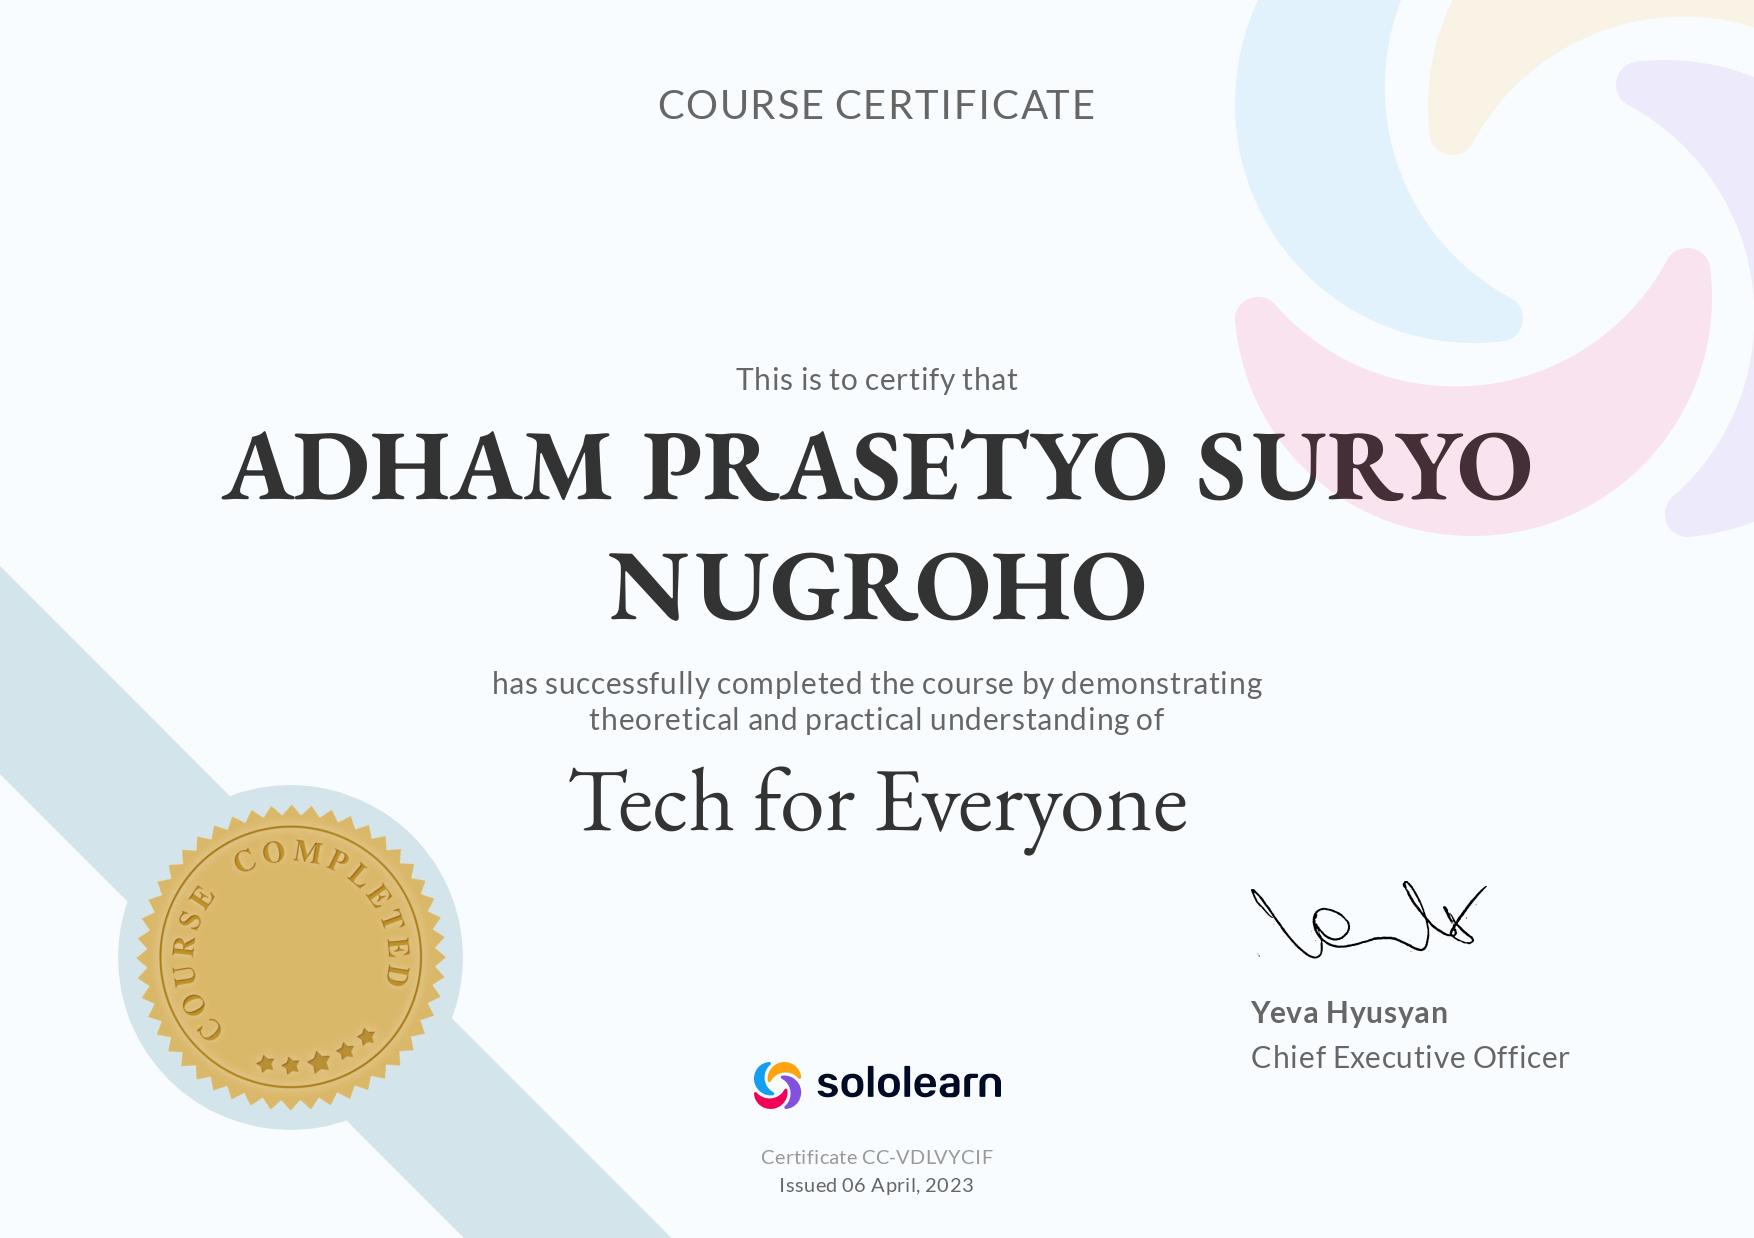 COURSE CERTIFICATE
This is to certify that
ADHAM PRASETYO SURYO
NUGROHO
has successfully completed the course by demonstrating
theoretical and practical understanding of
Tech for Everyone
COURSE COMPLETED
Yeva Hyusyan
Chief Executive Officer
sololearn
Certificate CC-VDLVYCIF
Issued 06 April, 2023